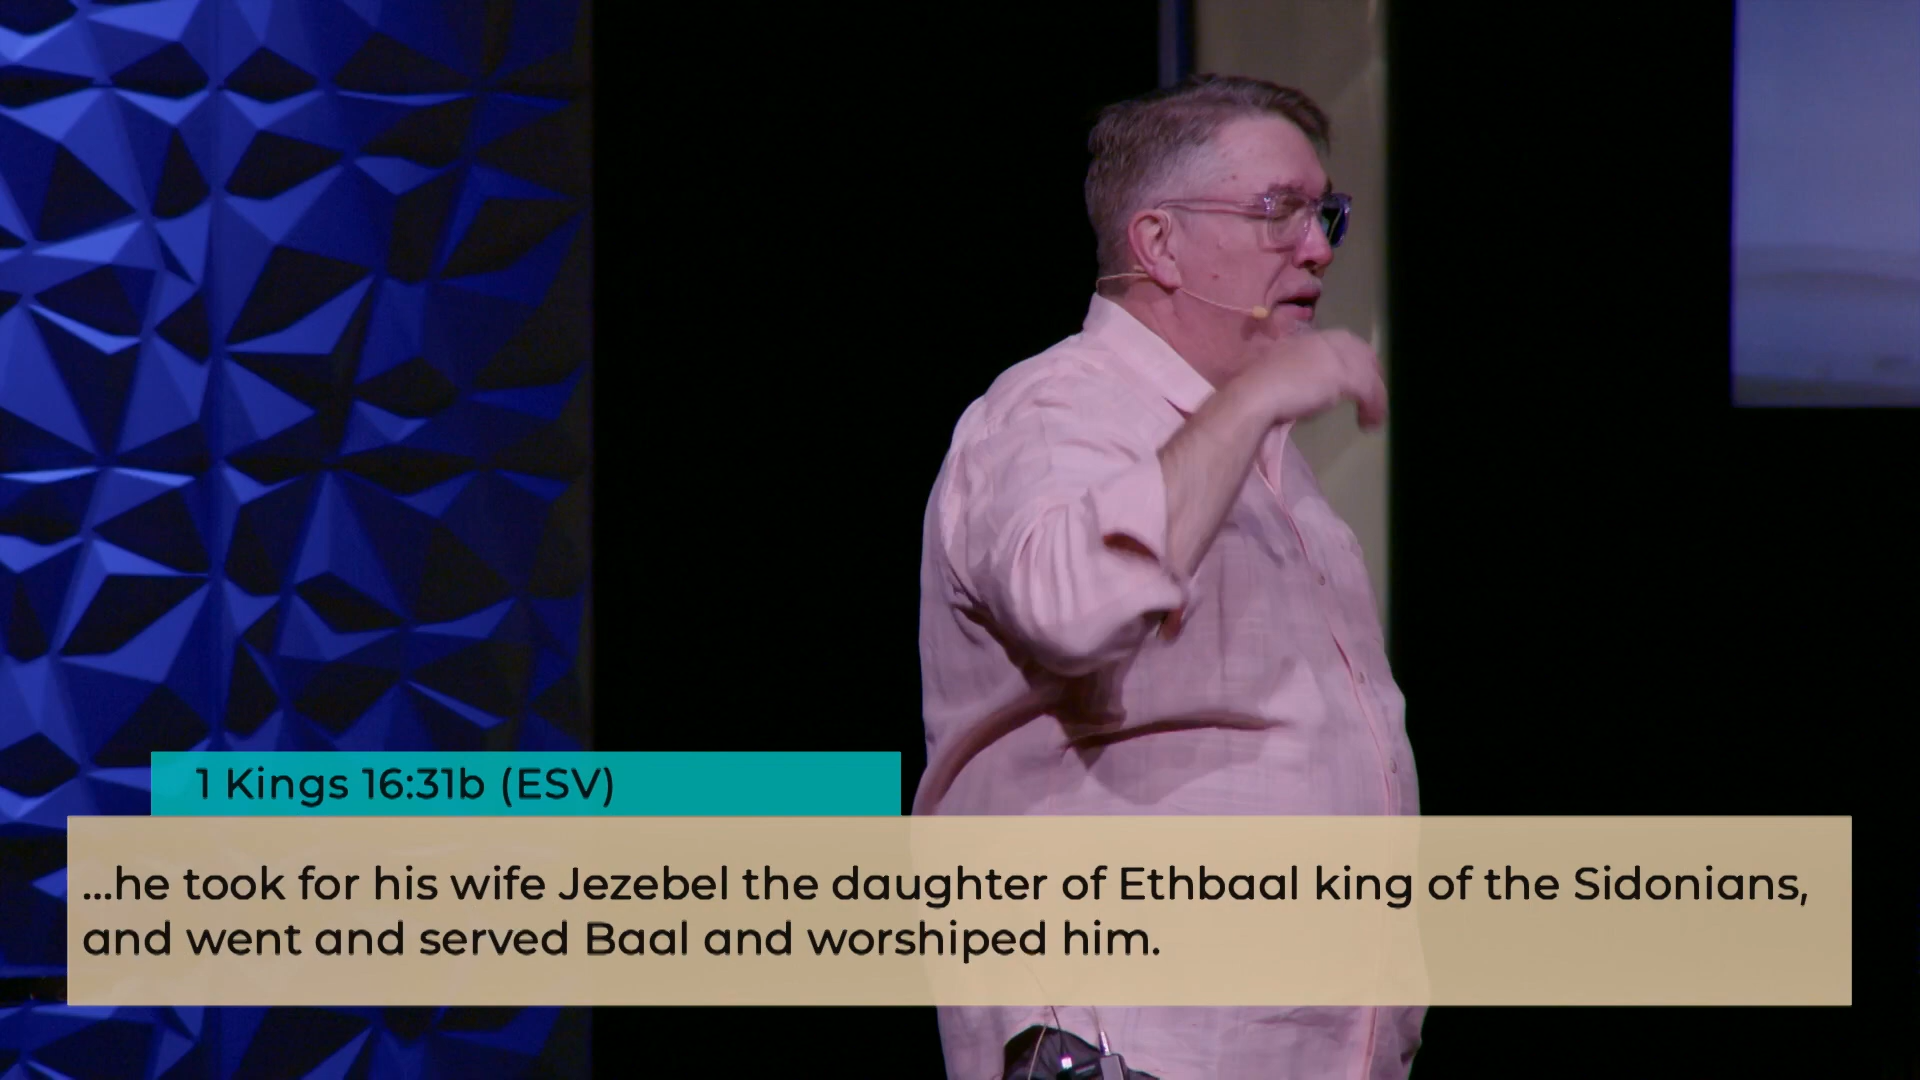 1 Kings 16:31b (ESV)
...he took for his wife Jezebel the daughter of Ethbaal king of the Sidonians,
and went and served Baal and worshiped him.